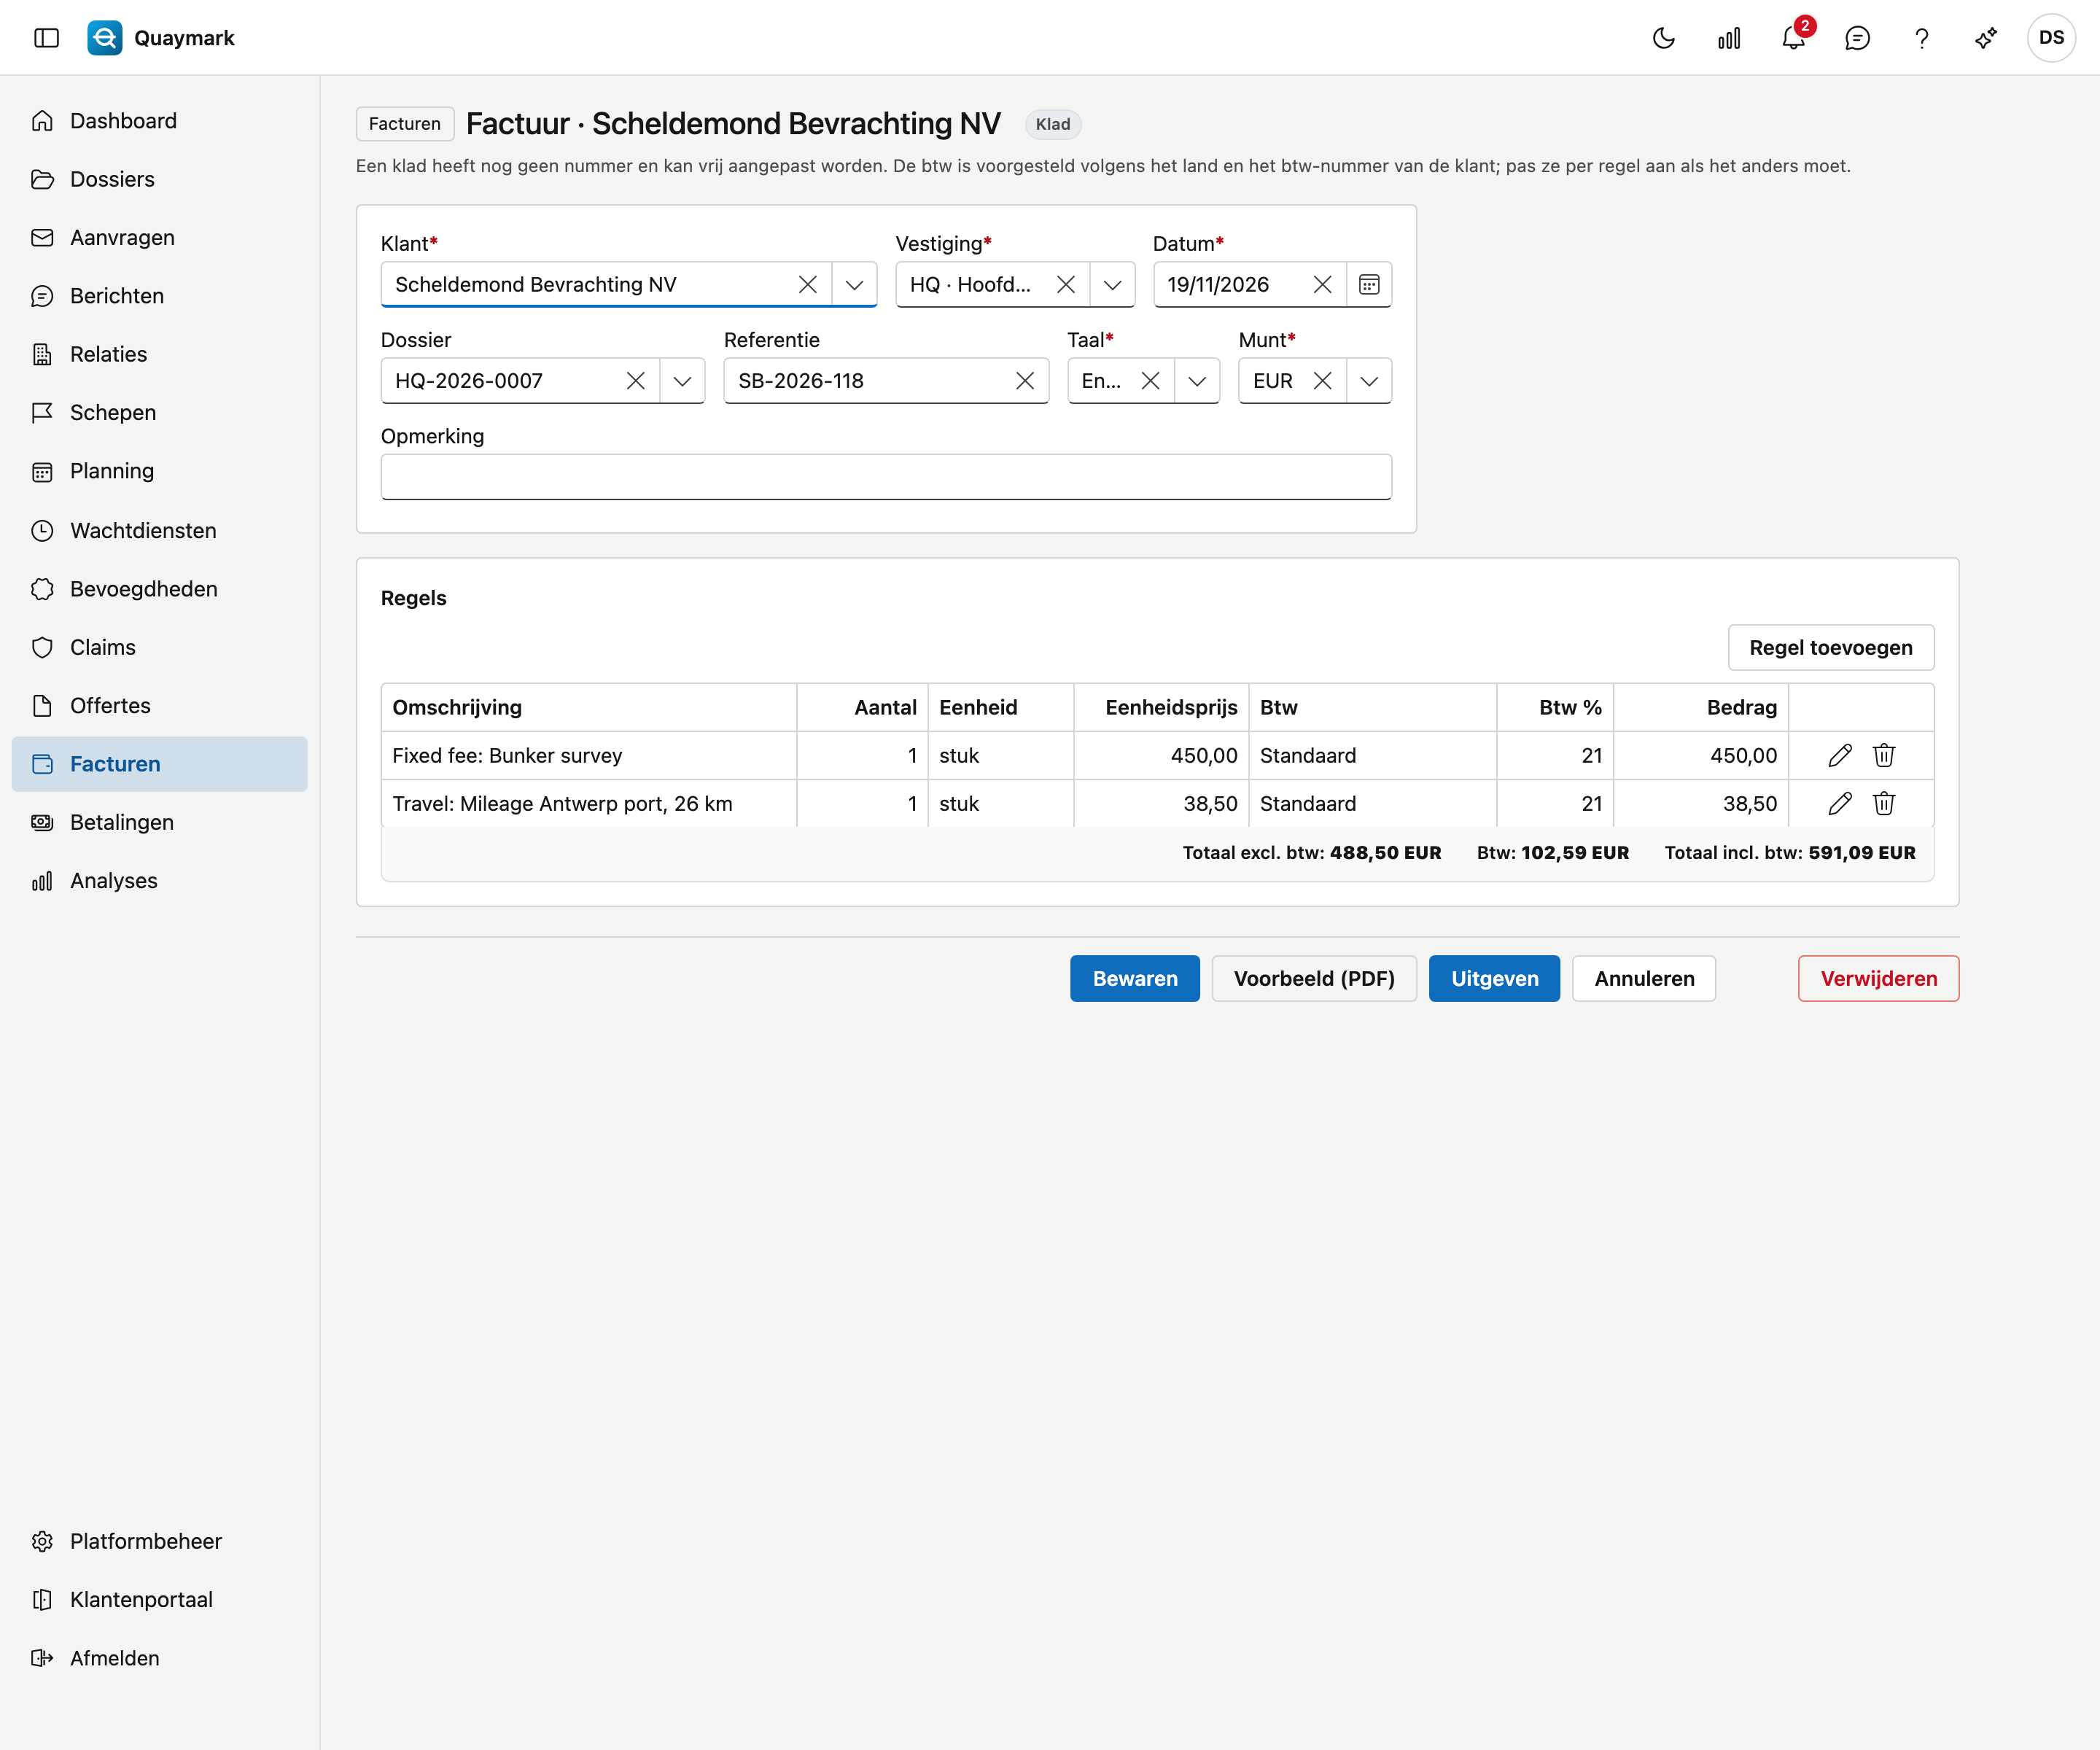 Quaymark
2
DS
Dashboard
Dossiers
Aanvragen
Berichten
Relaties
Schepen
Planning
Wachtdiensten
Bevoegdheden
Claims
Offertes
Facturen
Betalingen
Analyses
Platformbeheer
Klantenportaal
Afmelden
Facturen Factuur · Scheldemond Bevrachting NV Klad
Een klad heeft nog geen nummer en kan vrij aangepast worden. De btw is voorgesteld volgens het land en het btw-nummer van de klant; pas ze per regel aan als het anders moet.
Klant* Vestiging* Datum*
Scheldemond Bevrachting NV HQ · Hoofd... 19/11/2026
Dossier Referentie Taal* Munt*
HQ-2026-0007 SB-2026-118 En... EUR
Opmerking
Regels
Regel toevoegen
Omschrijving Aantal Eenheid Eenheidsprijs Btw Btw % Bedrag
Fixed fee: Bunker survey 1 stuk 450,00 Standaard 21 450,00
Travel: Mileage Antwerp port, 26 km 1 stuk 38,50 Standaard 21 38,50
Totaal excl. btw: 488,50 EUR Btw: 102,59 EUR Totaal incl. btw: 591,09 EUR
Bewaren Voorbeeld (PDF) Uitgeven Annuleren Verwijderen